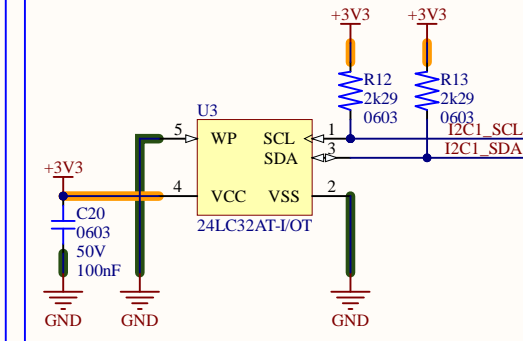 +3V3
+3V3
R12
2k29
0603
R13
2k29
0603
U3
5
WP
SCL
1
I2C1_SCL
SDA
3
I2C1_SDA
+3V3
4
VCC
VSS
2
24LC32AT-I/OT
C20
0603
50V
100nF
GND
GND
GND